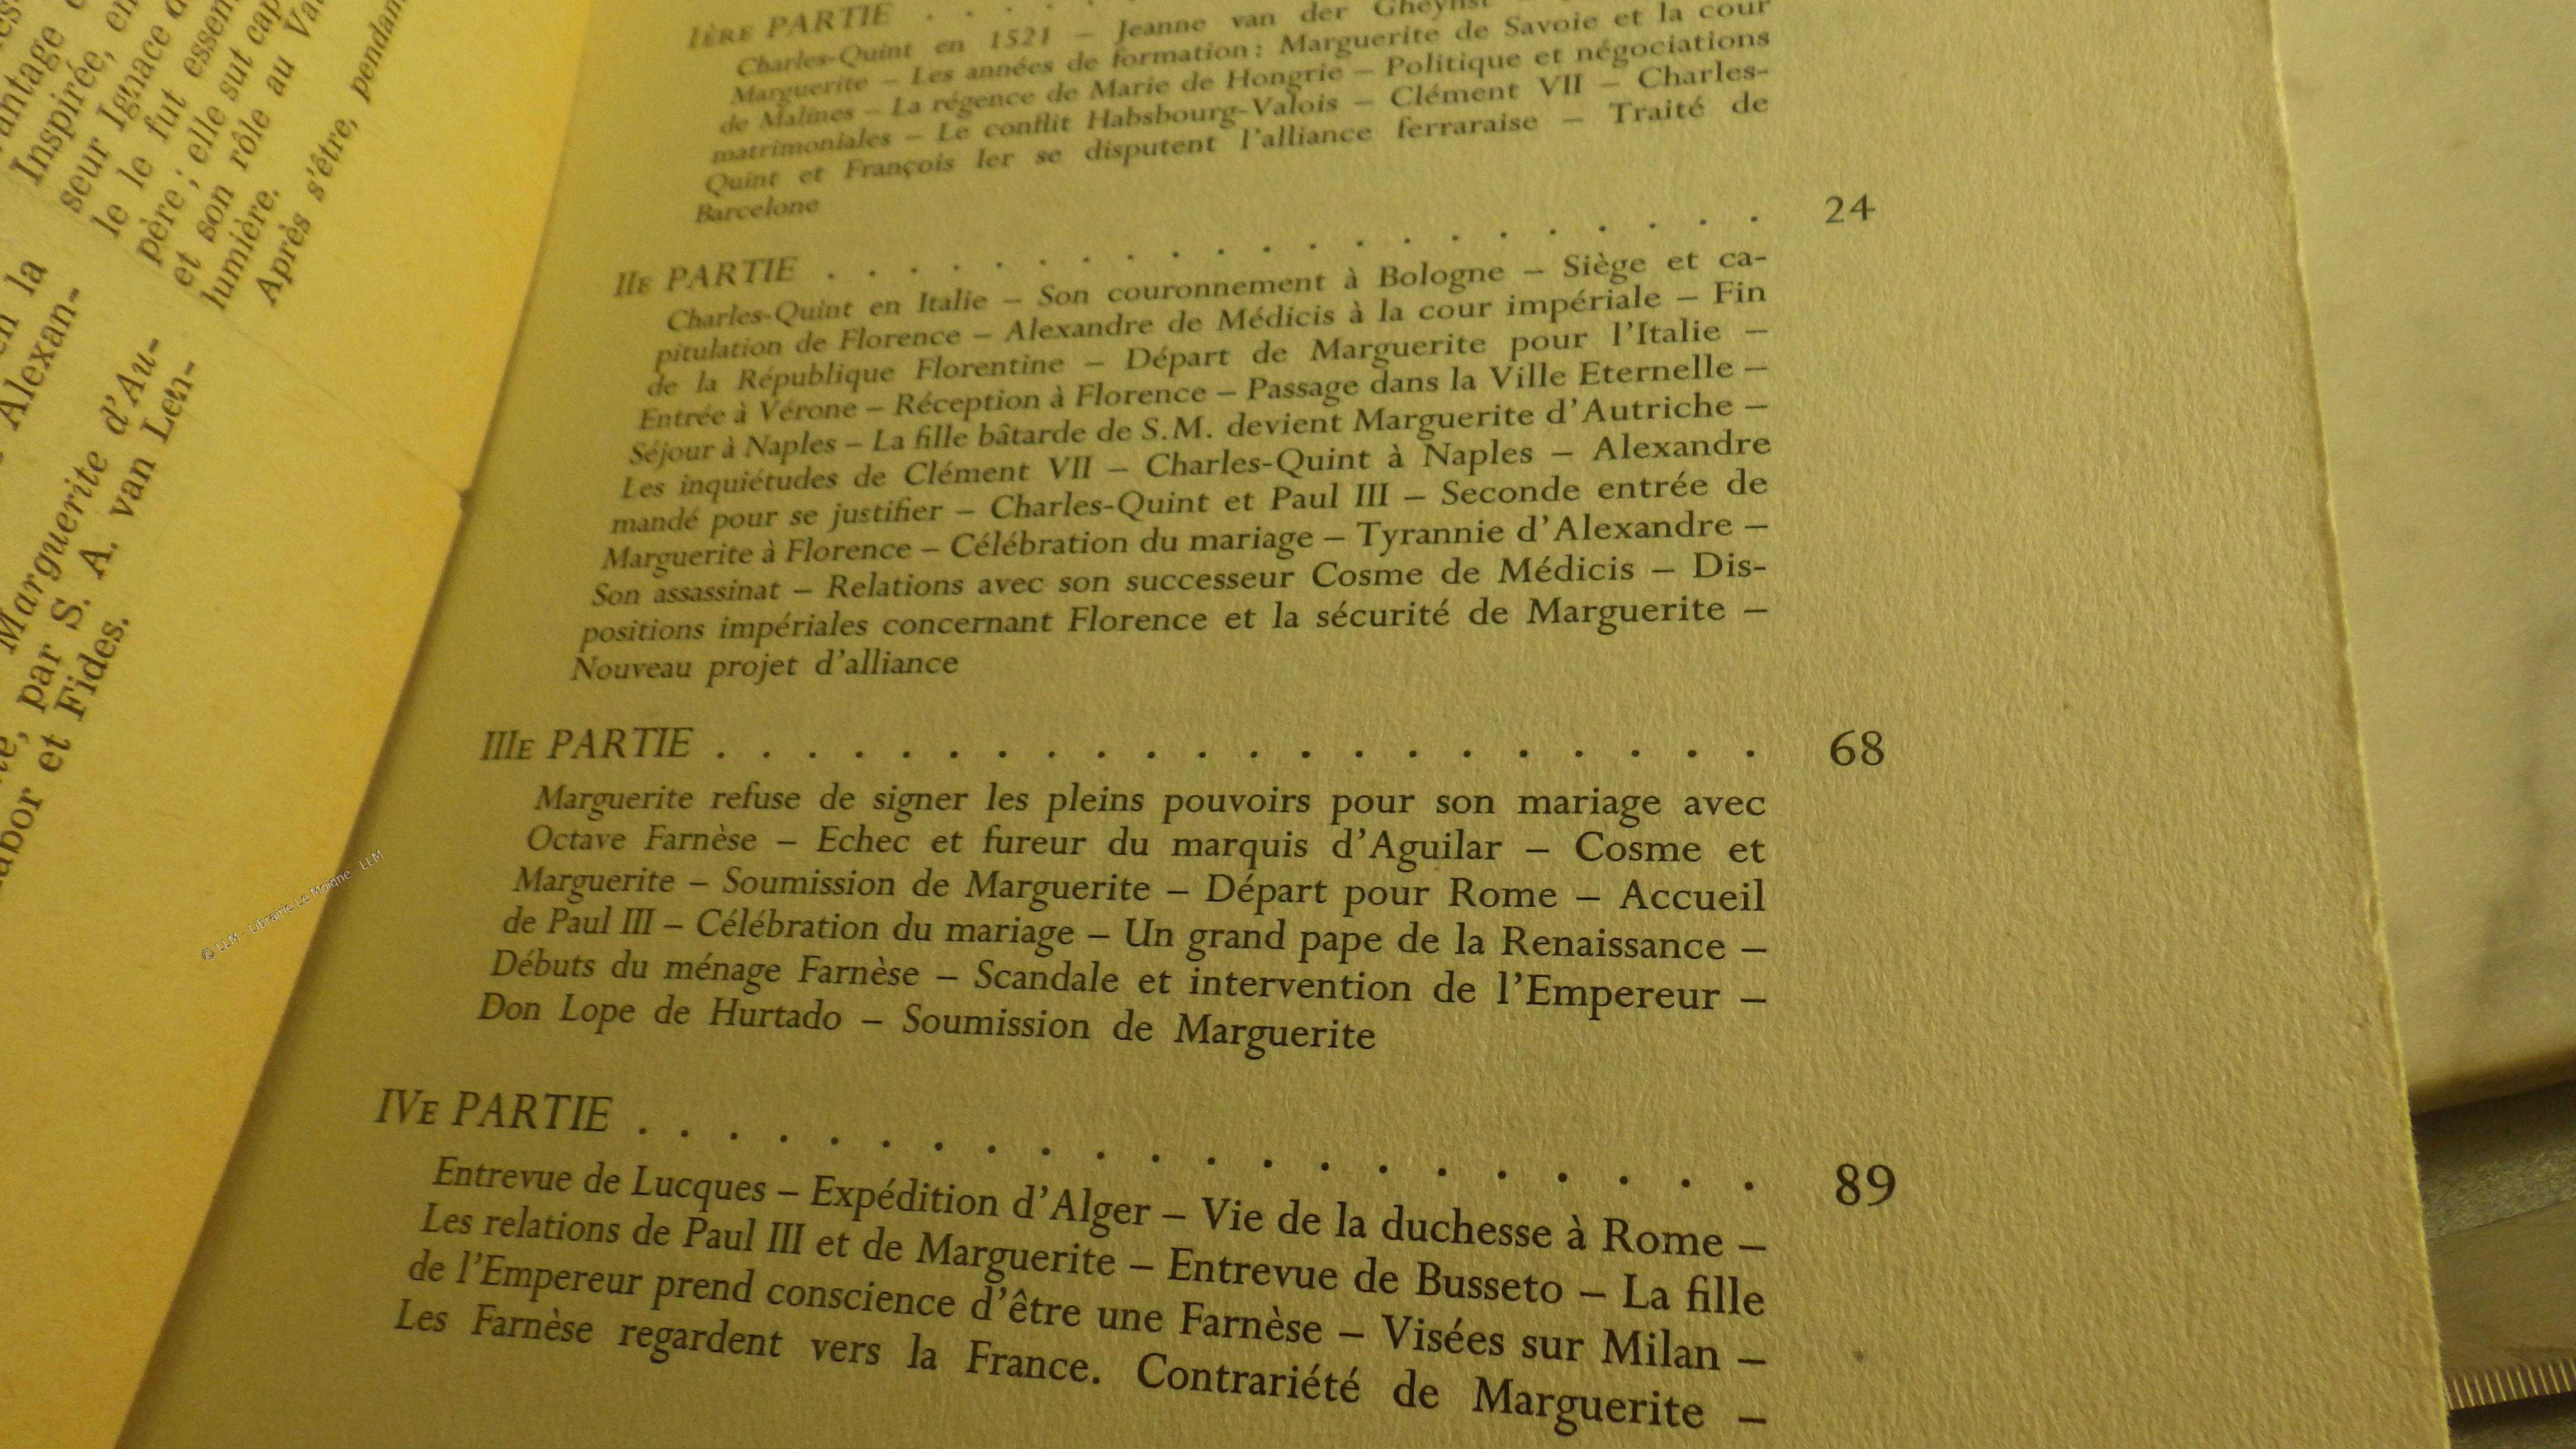 antage
Inspirée, en
seur Ignace d
le le fut essen
père ; elle sut cap
et son rôle au Va
lumière.
Après s'être, pendan
en la
Alexan-
Marguerite d'Au-
par S. A. van Len-
abor et Fides.
© LLM - Librairie Le Moigne - LLM
IÈRE PARTIE . . .
Charles-Quint en 1521 – Jeanne van der Gheynst
Marguerite – Les années de formation : Marguerite de Savoie et la cour
de Malines – La régence de Marie de Hongrie – Politique et négociations
matrimoniales – Le conflit Habsbourg-Valois – Clément VII – Charles-
Quint et François Ier se disputent l'alliance ferraraise – Traité de
Barcelone
IIE PARTIE . . . . . . . . . . . . . . . . . . . . 24
Charles-Quint en Italie – Son couronnement à Bologne – Siège et ca-
pitulation de Florence – Alexandre de Médicis à la cour impériale – Fin
de la République Florentine – Départ de Marguerite pour l'Italie –
Entrée à Vérone – Réception à Florence – Passage dans la Ville Eternelle –
Séjour à Naples – La fille bâtarde de S.M. devient Marguerite d'Autriche –
Les inquiétudes de Clément VII – Charles-Quint à Naples – Alexandre
mandé pour se justifier – Charles-Quint et Paul III – Seconde entrée de
Marguerite à Florence – Célébration du mariage – Tyrannie d'Alexandre –
Son assassinat – Relations avec son successeur Cosme de Médicis – Dis-
positions impériales concernant Florence et la sécurité de Marguerite –
Nouveau projet d'alliance
IIIE PARTIE . . . . . . . . . . . . . . . . . . . . 68
Marguerite refuse de signer les pleins pouvoirs pour son mariage avec
Octave Farnèse – Echec et fureur du marquis d'Aguilar – Cosme et
Marguerite – Soumission de Marguerite – Départ pour Rome – Accueil
de Paul III – Célébration du mariage – Un grand pape de la Renaissance –
Débuts du ménage Farnèse – Scandale et intervention de l'Empereur –
Don Lope de Hurtado – Soumission de Marguerite
IVE PARTIE . . . . . . . . . . . . . . . . . . . . 89
Entrevue de Lucques – Expédition d'Alger – Vie de la duchesse à Rome –
Les relations de Paul III et de Marguerite – Entrevue de Busseto – La fille
de l'Empereur prend conscience d'être une Farnèse – Visées sur Milan –
Les Farnèse regardent vers la France. Contrariété de Marguerite –